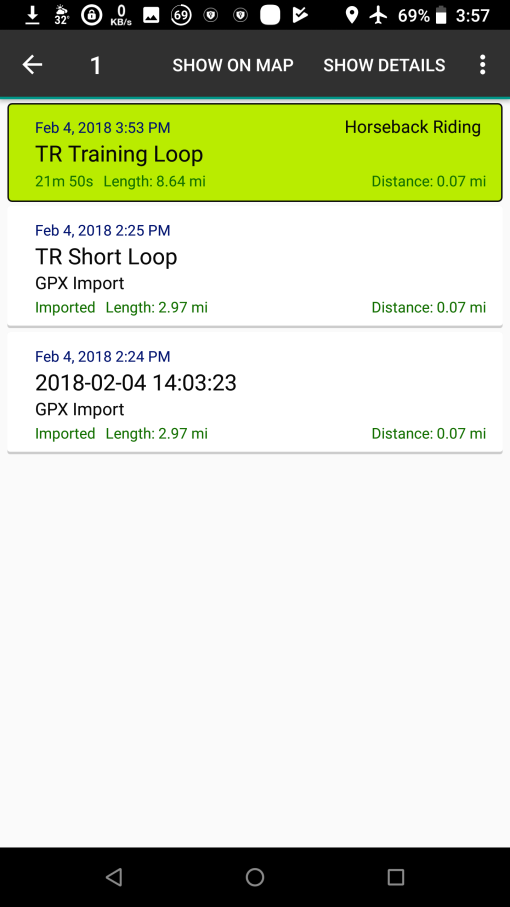 32° 0 KB/s 69 69% 3:57
1 SHOW ON MAP SHOW DETAILS
Feb 4, 2018 3:53 PM Horseback Riding
TR Training Loop
21m 50s Length: 8.64 mi Distance: 0.07 mi
Feb 4, 2018 2:25 PM
TR Short Loop
GPX Import
Imported Length: 2.97 mi Distance: 0.07 mi
Feb 4, 2018 2:24 PM
2018-02-04 14:03:23
GPX Import
Imported Length: 2.97 mi Distance: 0.07 mi